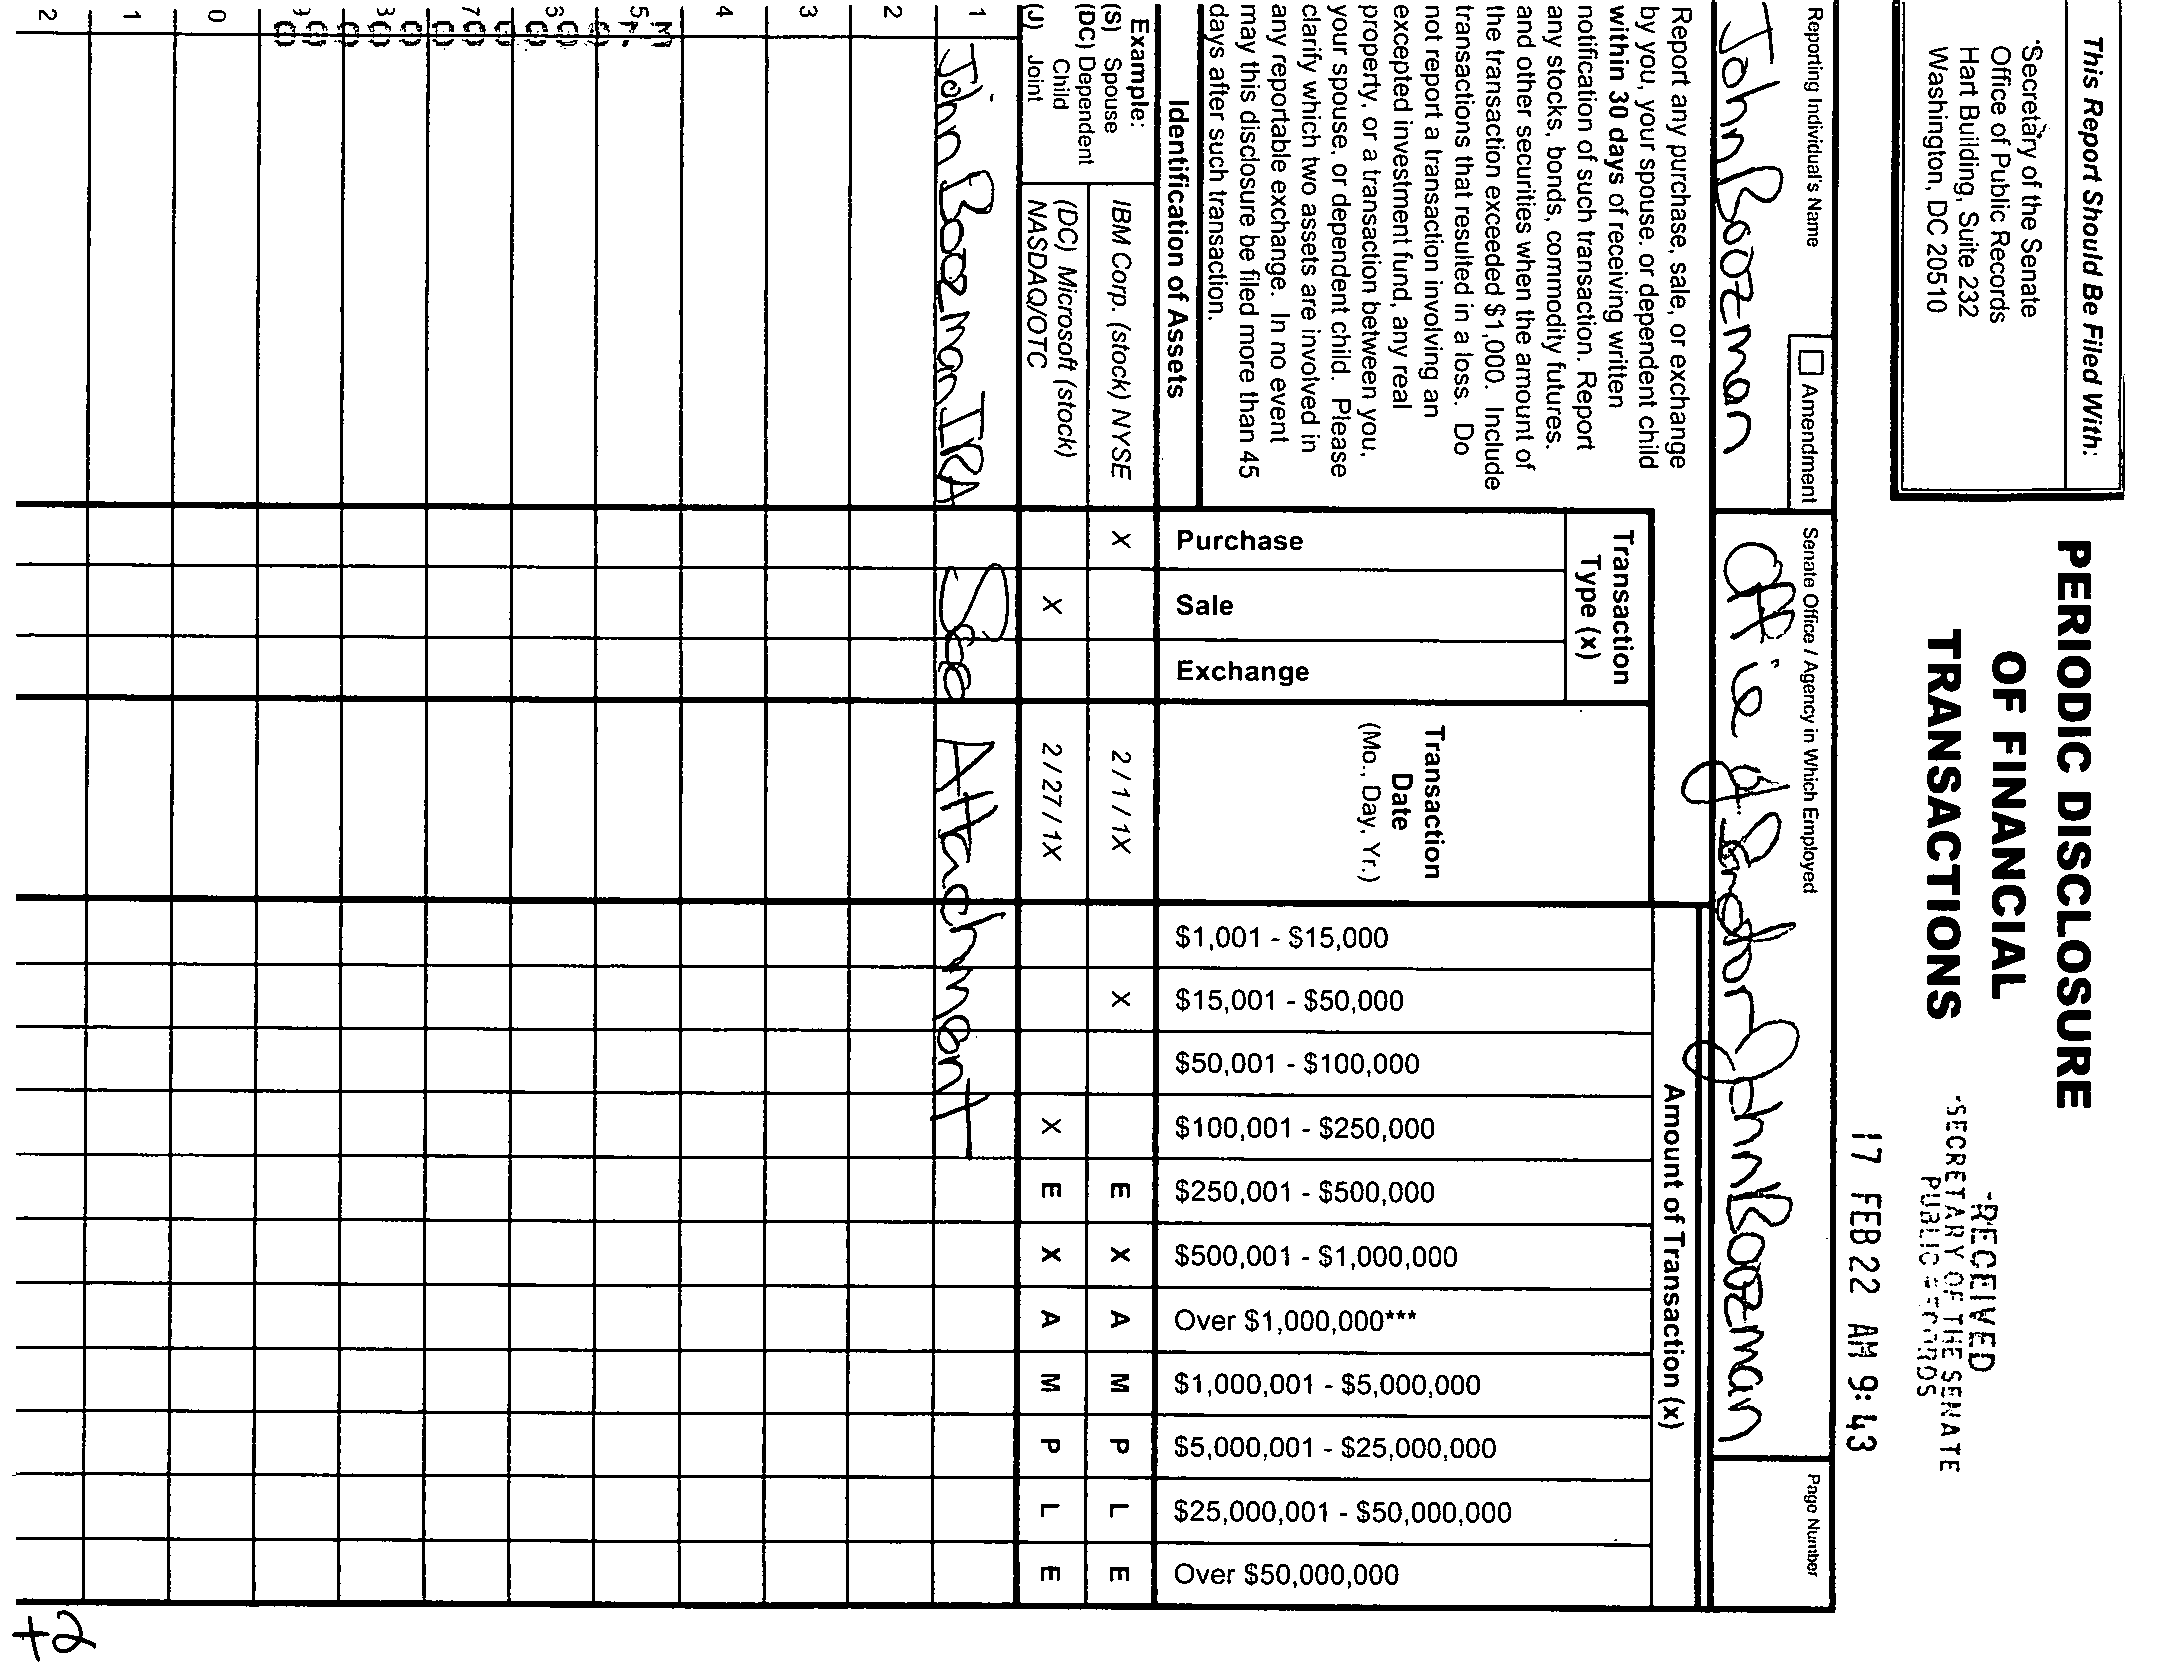 This Report Should Be Filed With:
Secretary of the Senate
Office of Public Records
Hart Building, Suite 232
Washington, DC 20510
PERIODIC DISCLOSURE
OF FINANCIAL
TRANSACTIONS
RECEIVED
SECRETARY OF THE SENATE
PUBLIC RECORDS
17 FEB 22 AM 9:43
Reporting Individual's Name
John Boozman
Amendment
Senate Office / Agency in Which Employed
Office of Senator John Boozman
Page Number
Report any purchase, sale, or exchange
by you, your spouse, or dependent child
within 30 days of receiving written
notification of such transaction. Report
any stocks, bonds, commodity futures,
and other securities when the amount of
the transaction exceeded $1,000. Include
transactions that resulted in a loss. Do
not report a transaction involving an
excepted investment fund, any real
property, or a transaction between you,
your spouse, or dependent child. Please
clarify which two assets are involved in
any reportable exchange. In no event
may this disclosure be filed more than 45
days after such transaction.
Transaction
Type (x)
Purchase
Sale
Exchange
Transaction
Date
(Mo., Day, Yr.)
Amount of Transaction (x)
$1,001 - $15,000
$15,001 - $50,000
$50,001 - $100,000
$100,001 - $250,000
$250,001 - $500,000
$500,001 - $1,000,000
Over $1,000,000***
$1,000,001 - $5,000,000
$5,000,001 - $25,000,000
$25,000,001 - $50,000,000
Over $50,000,000
Identification of Assets
Example:
(S) Spouse
(DC) Dependent
Child
(J) Joint
IBM Corp. (stock) NYSE X 2 / 1 / 1X X E X A M P L E
(DC) Microsoft (stock)
NASDAQ/OTC X 2 / 27 / 1X X E X A M P L E
1 John Boozman IRA See Attachment
2
3
4
5
7
0
1
2
+2